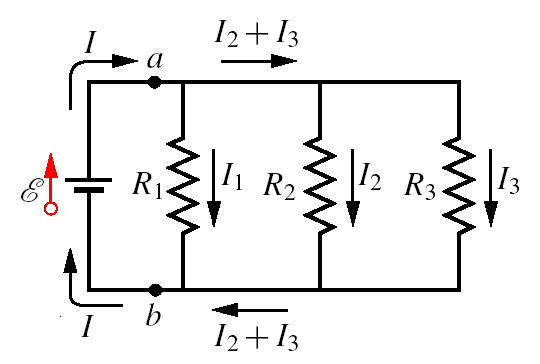 I I₂+I₃
a
ℰ R₁ I₁ R₂ I₂ R₃ I₃
I b I₂+I₃